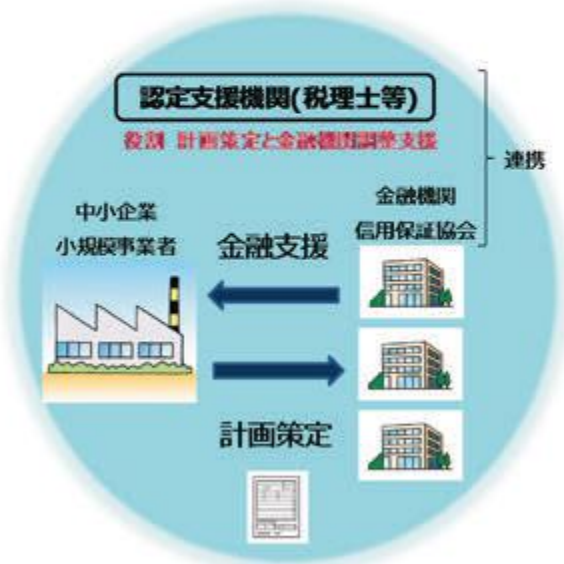 認定支援機関(税理士等)
役割 計画策定と金融機関調整支援
連携
中小企業
小規模事業者
金融支援
金融機関
信用保証協会
計画策定